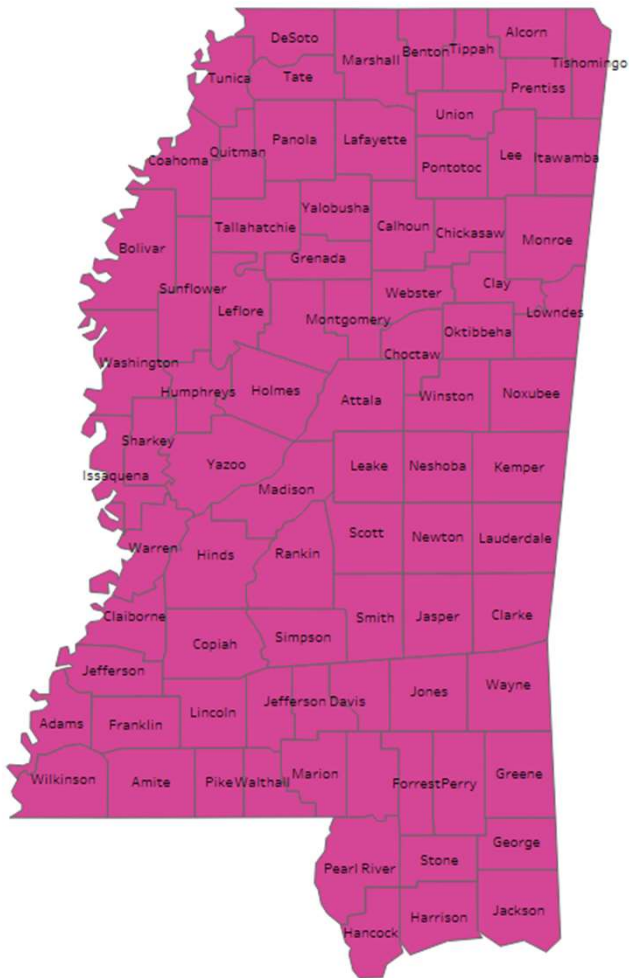 DeSoto
Marshall
Benton
Tippah
Alcorn
Tishomingo
Tunica
Tate
Prentiss
Union
Panola
Lafayette
Quitman
Coahoma
Pontotoc
Lee
Itawamba
Yalobusha
Tallahatchie
Calhoun
Chickasaw
Monroe
Bolivar
Grenada
Sunflower
Leflore
Webster
Clay
Montgomery
Lowndes
Oktibbeha
Choctaw
Washington
Humphreys
Holmes
Attala
Winston
Noxubee
Sharkey
Issaquena
Yazoo
Leake
Neshoba
Kemper
Madison
Warren
Hinds
Rankin
Scott
Newton
Lauderdale
Claiborne
Copiah
Simpson
Smith
Jasper
Clarke
Jefferson
Jefferson Davis
Jones
Wayne
Adams
Franklin
Lincoln
Wilkinson
Amite
Pike
Walthall
Marion
Forrest
Perry
Greene
George
Pearl River
Stone
Hancock
Harrison
Jackson